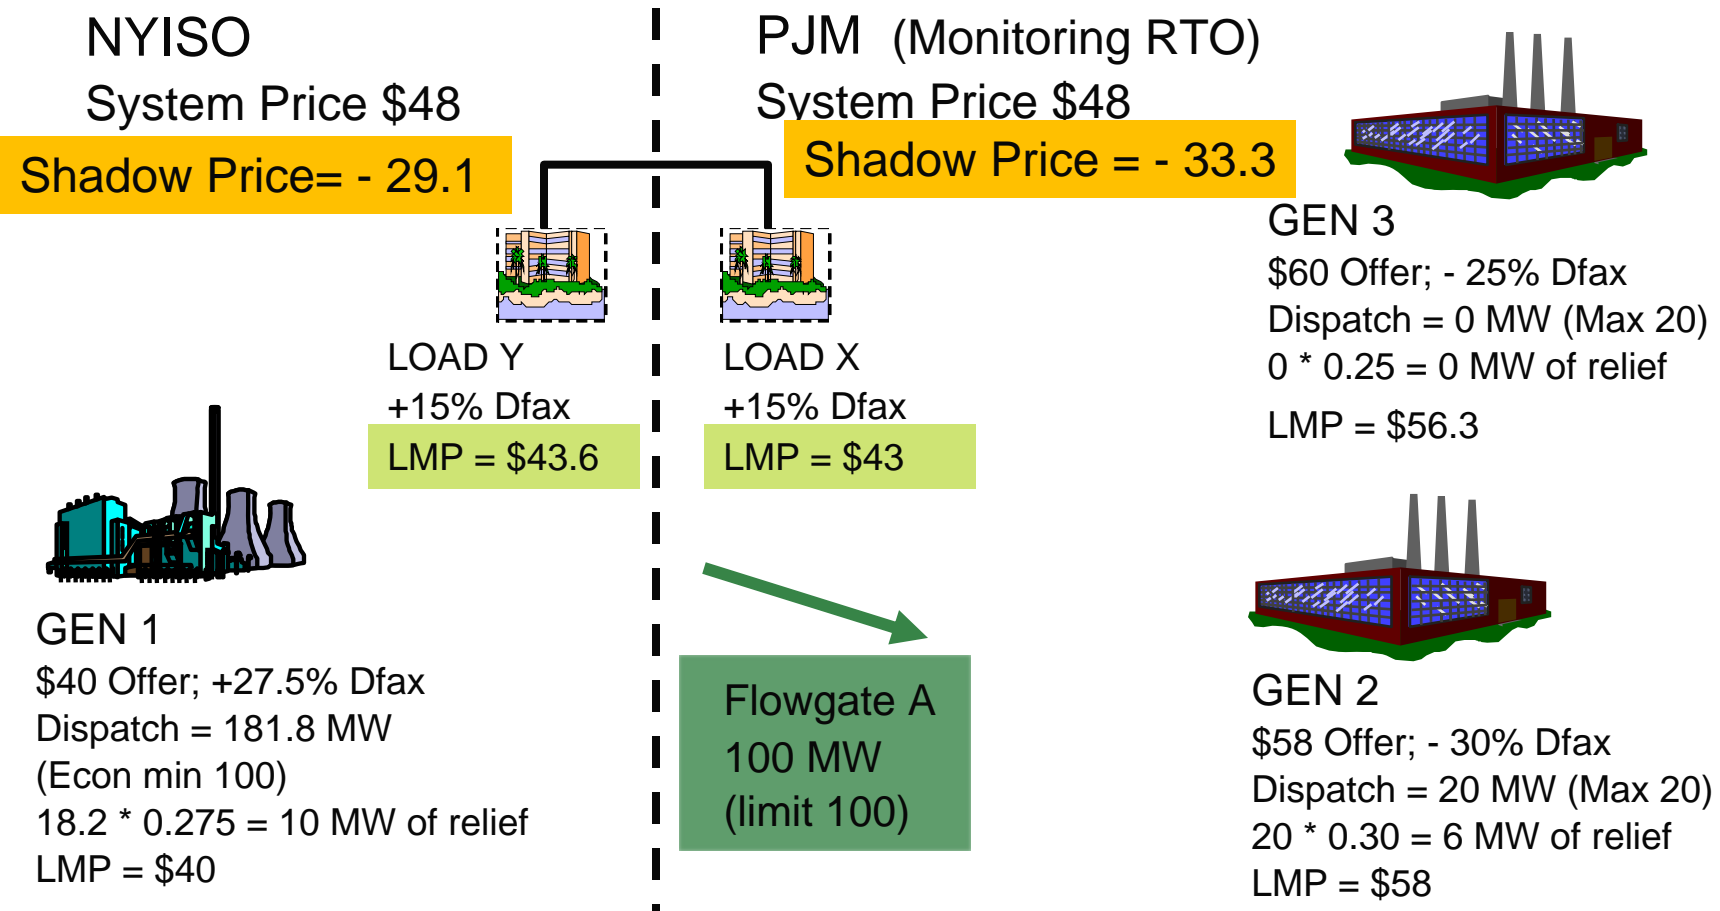 NYISO
System Price $48
Shadow Price= - 29.1
PJM (Monitoring RTO)
System Price $48
Shadow Price = - 33.3
GEN 3
$60 Offer; - 25% Dfax
Dispatch = 0 MW (Max 20)
0 * 0.25 = 0 MW of relief
LMP = $56.3
LOAD Y
+15% Dfax
LMP = $43.6
LOAD X
+15% Dfax
LMP = $43
GEN 1
$40 Offer; +27.5% Dfax
Dispatch = 181.8 MW
(Econ min 100)
18.2 * 0.275 = 10 MW of relief
LMP = $40
Flowgate A
100 MW
(limit 100)
GEN 2
$58 Offer; - 30% Dfax
Dispatch = 20 MW (Max 20)
20 * 0.30 = 6 MW of relief
LMP = $58